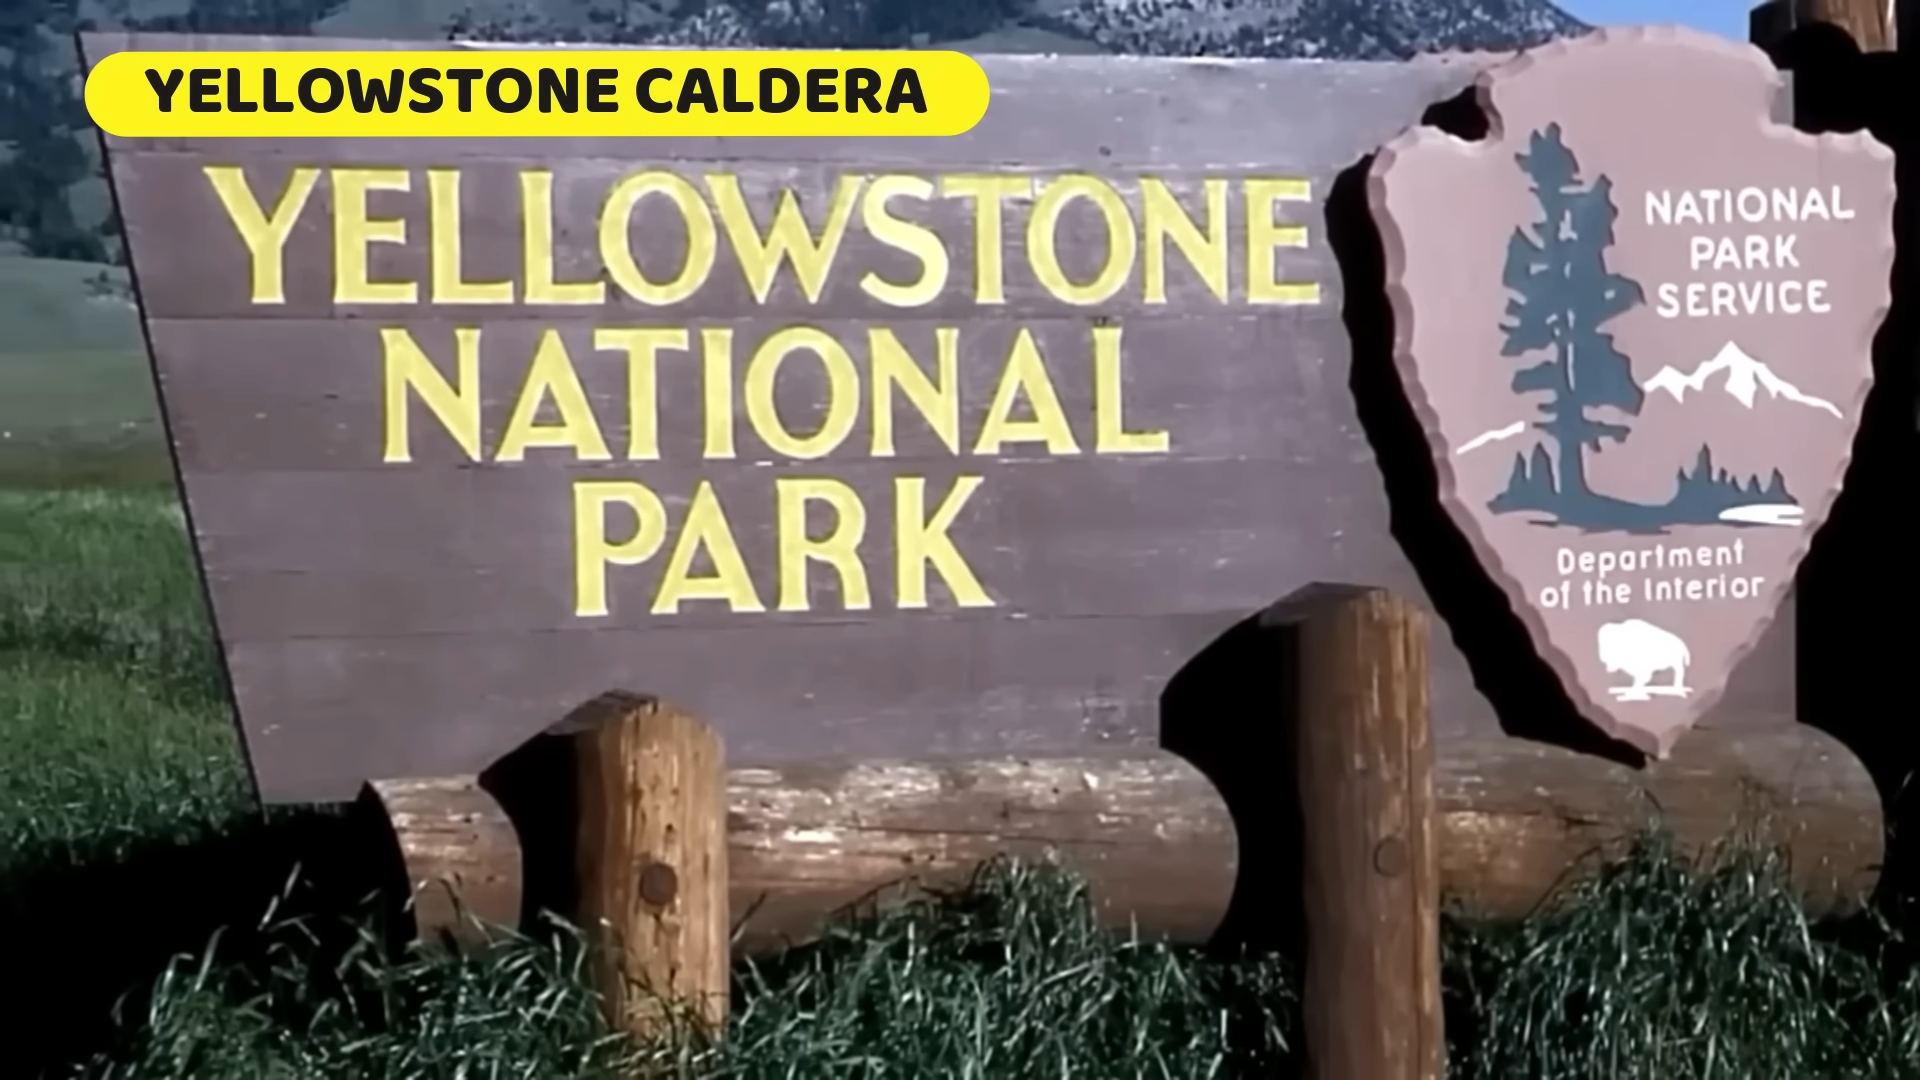 YELLOWSTONE CALDERA
YELLOWSTONE
NATIONAL
PARK
NATIONAL
PARK
SERVICE
Department
of the Interior